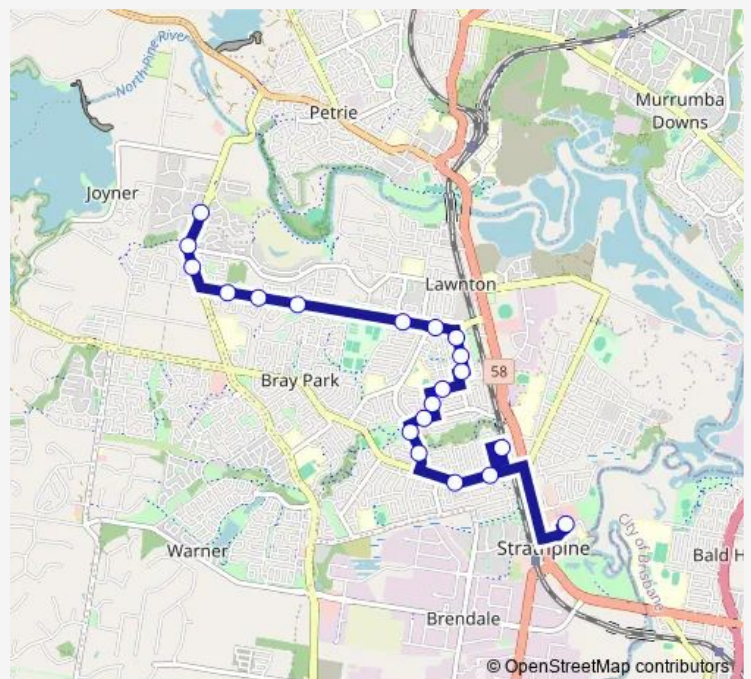 North Pine River
Petrie
Murrumba
Downs
Joyner
Lawnton
58
Bray Park
City of Brisbane
Warner
Strathpine
Bald H
Brendale
© OpenStreetMap contributors